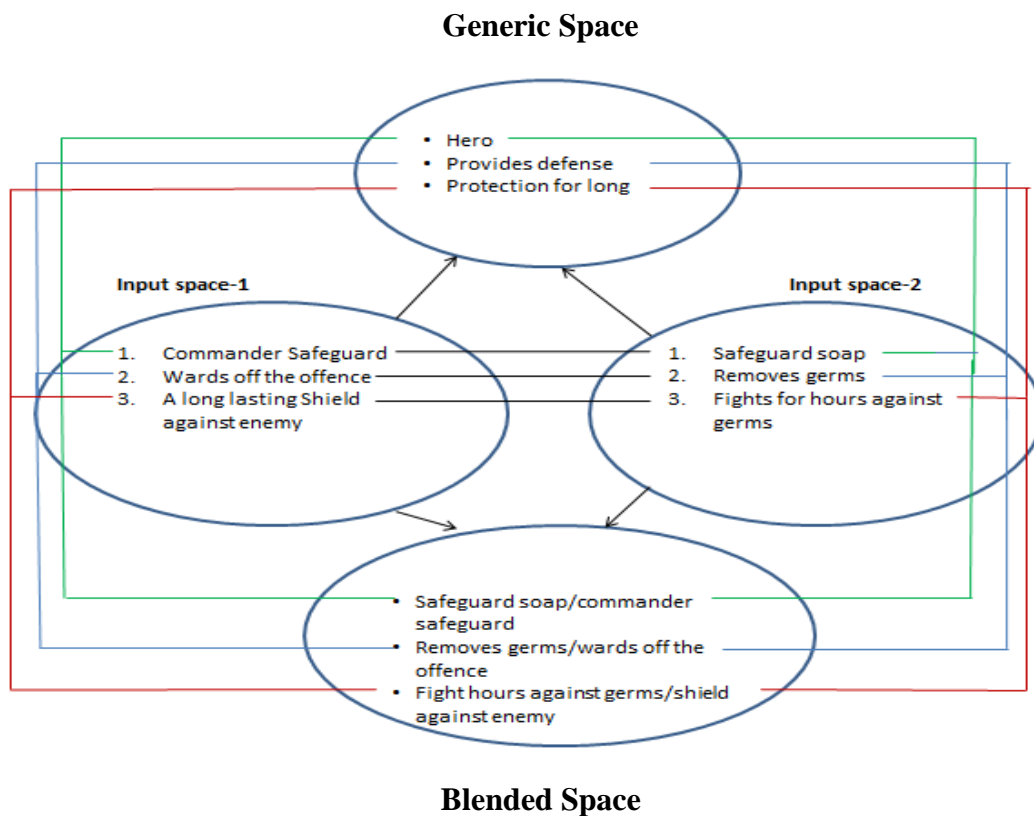 Generic Space
• Hero
• Provides defense
• Protection for long
Input space-1
Input space-2
1. Commander Safeguard
2. Wards off the offence
3. A long lasting Shield
against enemy
1. Safeguard soap
2. Removes germs
3. Fights for hours against
germs
• Safeguard soap/commander
safeguard
• Removes germs/wards off the
offence
• Fight hours against germs/shield
against enemy
Blended Space